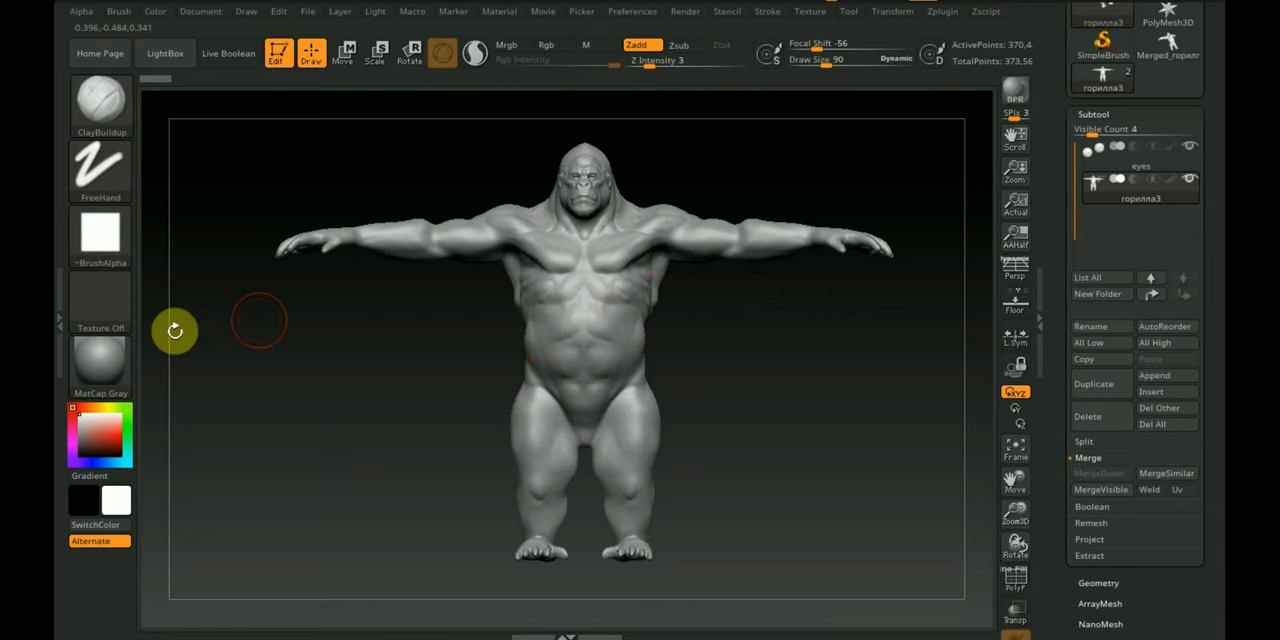 Alpha Brush Color Document Draw Edit File Layer Light Macro Marker Material Movie Picker Preferences Render Stencil Stroke Texture Tool Transform Zplugin Zscript
-0.396,-0.484,0.341
Home Page LightBox Live Boolean Edit Draw Move Scale Rotate Mrgb Rgb M Zadd Zsub Zcut Focal Shift -56 ActivePoints: 370,4
Rgb Intensity Z Intensity 3 S Draw Size 90 Dynamic D TotalPoints: 373,56
ClayBuildup
FreeHand
~BrushAlpha
Texture Off
MatCap Gray
Gradient
SwitchColor
Alternate
BPR
SPix 3
Scroll
Zoom
Actual
AAHalf
Dynamic
Persp
Floor
L.Sym
XYZ
Frame
Move
Zoom3D
Rotate
PolyF
Transp
горилла3 PolyMesh3D
SimpleBrush Merged_горилл
2
горилла3
Subtool
Visible Count 4
eyes
горилла3
List All
New Folder
Rename AutoReorder
All Low All High
Copy Paste
Duplicate Append
Insert
Delete Del Other
Del All
Split
Merge
MergeDown MergeSimilar
MergeVisible Weld Uv
Boolean
Remesh
Project
Extract
Geometry
ArrayMesh
NanoMesh